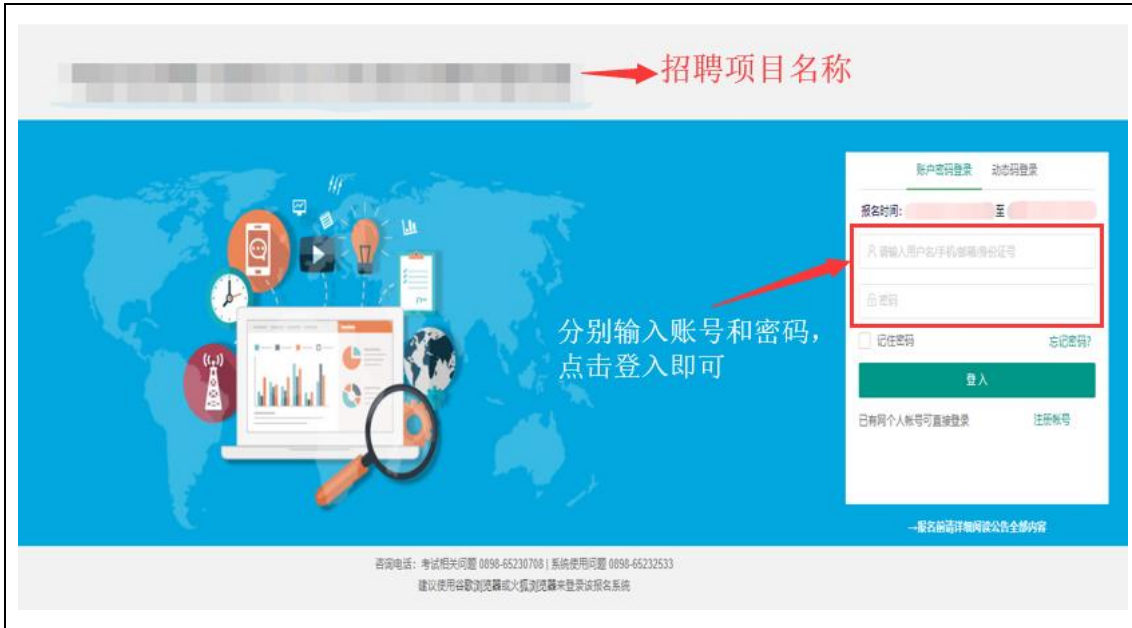 招聘项目名称
账户密码登录 动态码登录
报名时间： 至
请输入用户名/手机/邮箱/身份证号
密码
分别输入账号和密码，
点击登入即可
记住密码 忘记密码?
登入
已有网个人帐号可直接登录 注册帐号
→报名前请详细阅读公告全部内容
咨询电话：考试相关问题 0898-65230708 | 系统使用问题 0898-65232533
建议使用谷歌浏览器或火狐浏览器来登录该报名系统